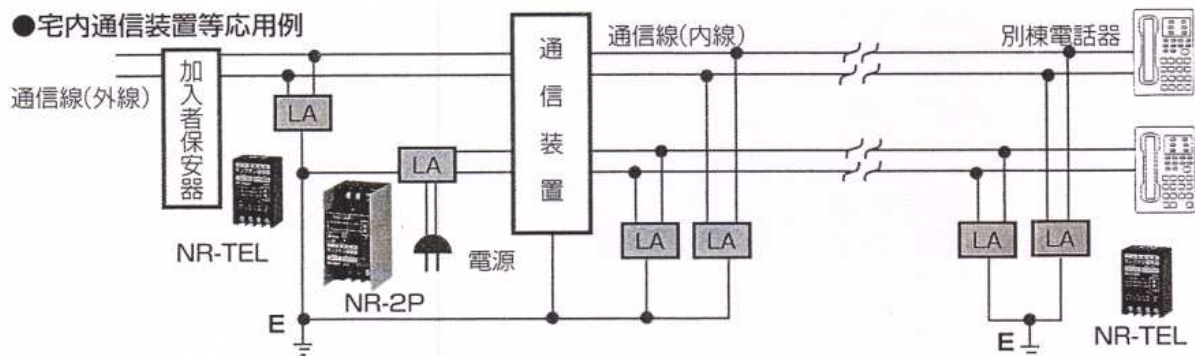 ●宅内通信装置等応用例
通信線(外線)
加入者保安器
LA
NR-TEL
LA
NR-2P
電源
E
通信装置
通信線(内線)
LA
LA
別棟電話器
LA
LA
E
NR-TEL